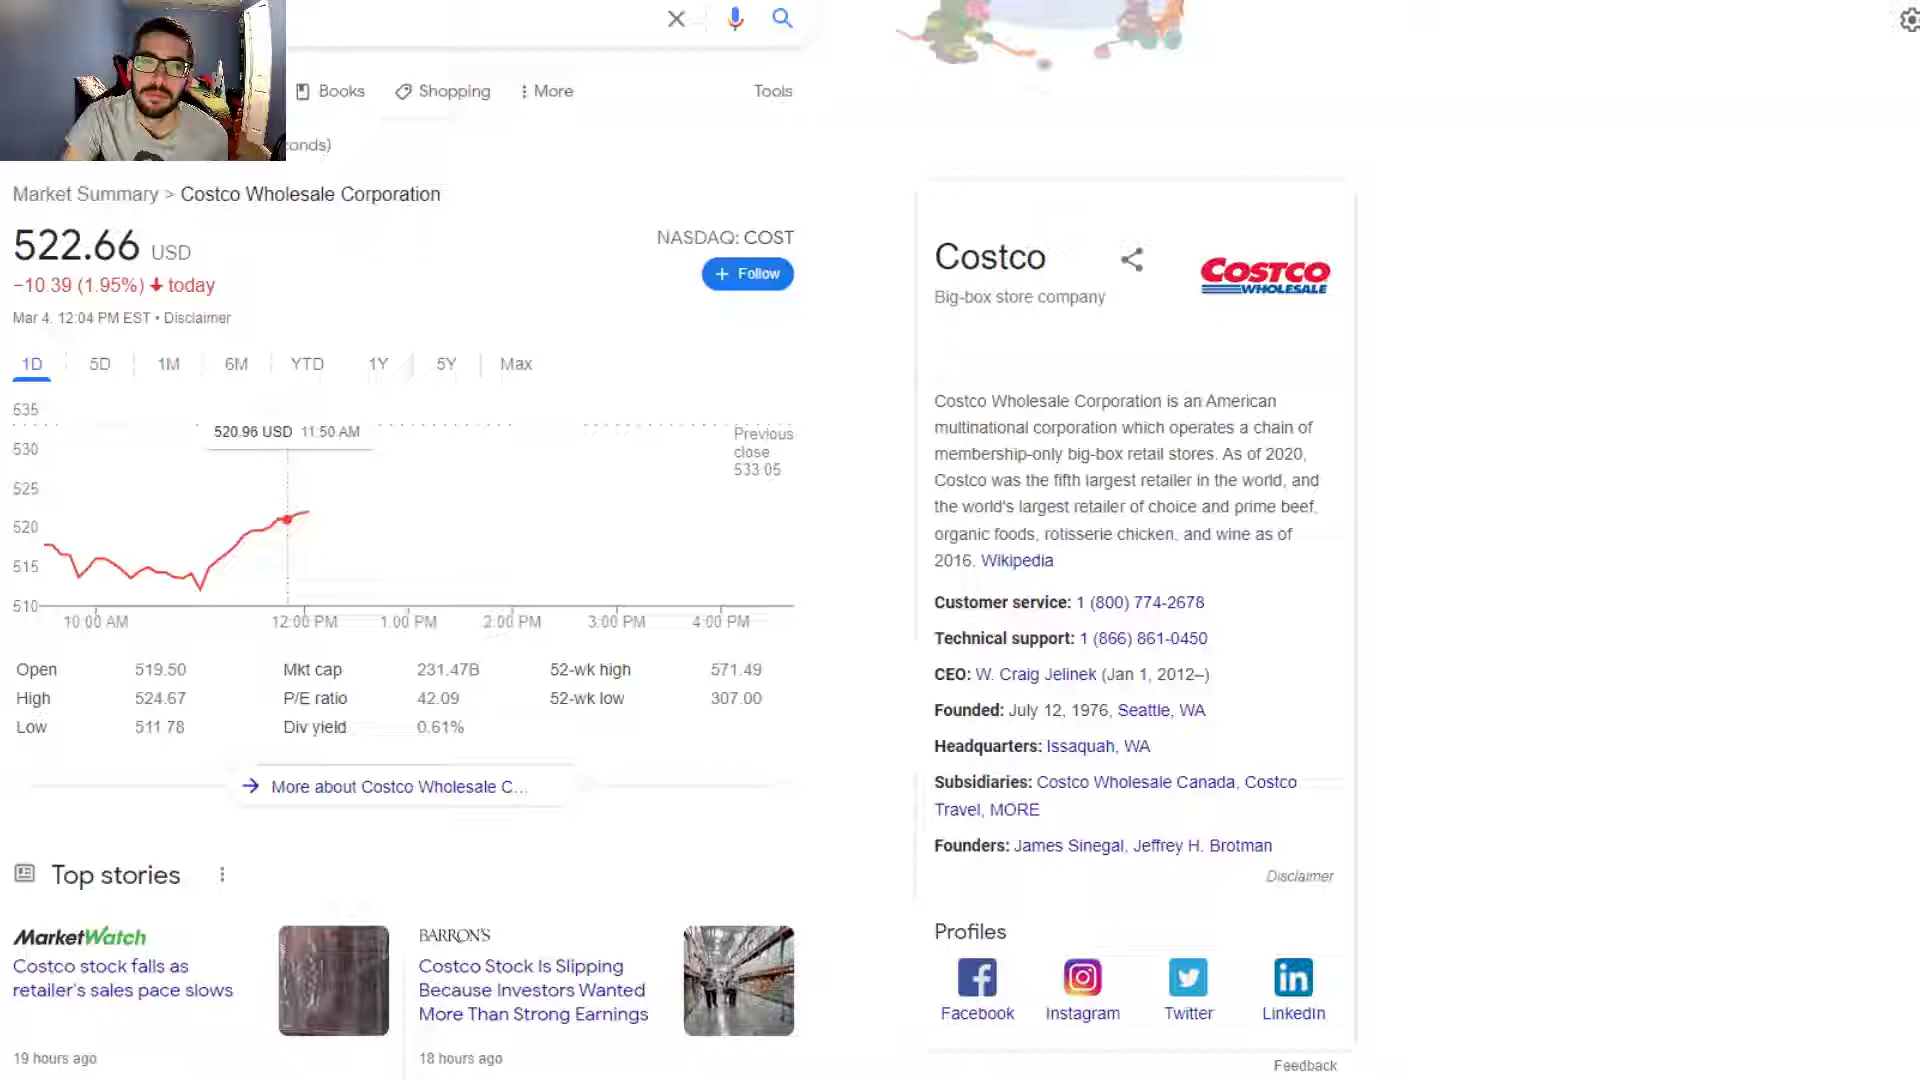 Books
Shopping
More
Tools
onds)
Market Summary > Costco Wholesale Corporation
522.66 USD
−10.39 (1.95%) today
Mar 4, 12:04 PM EST • Disclaimer
NASDAQ: COST
+ Follow
1D 5D 1M 6M YTD 1Y 5Y Max
535
530
525
520
515
510
520.96 USD 11:50 AM
Previous
close
533.05
10:00 AM 12:00 PM 1:00 PM 2:00 PM 3:00 PM 4:00 PM
Open 519.50 Mkt cap 231.47B 52-wk high 571.49
High 524.67 P/E ratio 42.09 52-wk low 307.00
Low 511.78 Div yield 0.61%
More about Costco Wholesale C...
Top stories
MarketWatch
Costco stock falls as
retailer's sales pace slows
19 hours ago
BARRON'S
Costco Stock Is Slipping
Because Investors Wanted
More Than Strong Earnings
18 hours ago
Costco
Big-box store company
COSTCO
WHOLESALE
Costco Wholesale Corporation is an American
multinational corporation which operates a chain of
membership-only big-box retail stores. As of 2020,
Costco was the fifth largest retailer in the world, and
the world's largest retailer of choice and prime beef,
organic foods, rotisserie chicken, and wine as of
2016. Wikipedia
Customer service: 1 (800) 774-2678
Technical support: 1 (866) 861-0450
CEO: W. Craig Jelinek (Jan 1, 2012–)
Founded: July 12, 1976, Seattle, WA
Headquarters: Issaquah, WA
Subsidiaries: Costco Wholesale Canada, Costco
Travel, MORE
Founders: James Sinegal, Jeffrey H. Brotman
Disclaimer
Profiles
Facebook Instagram Twitter LinkedIn
Feedback